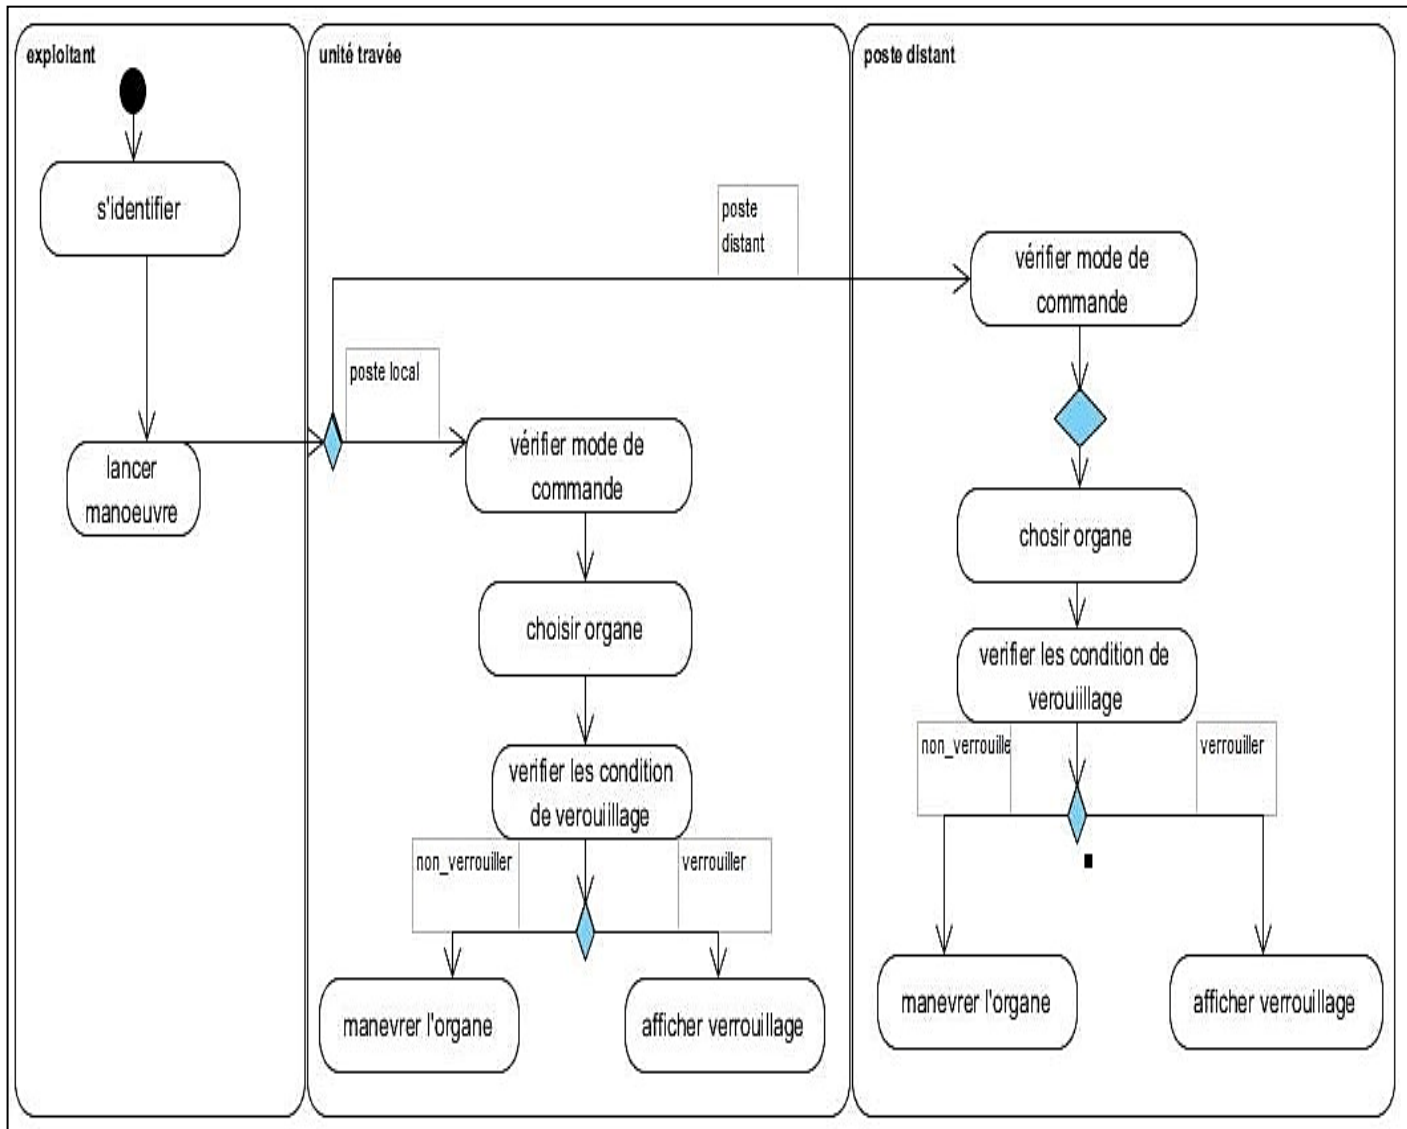 exploitant
s'identifier
lancer
manoeuvre
unité travée
poste
distant
poste local
vérifier mode de
commande
choisir organe
verifier les condition
de verouillage
non_verrouiller
verrouiller
manevrer l'organe
afficher verrouillage
poste distant
vérifier mode de
commande
chosir organe
verifier les condition de
verouiillage
non_verrouille
verrouiller
manevrer l'organe
afficher verrouillage